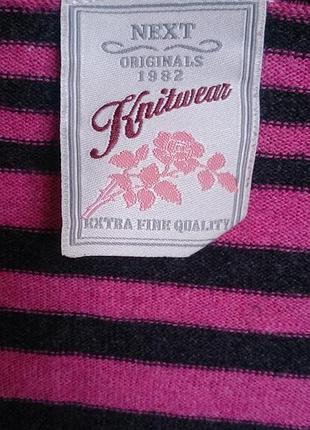 NEXT
ORIGINALS
1982
Knitwear
EXTRA FINE QUALITY